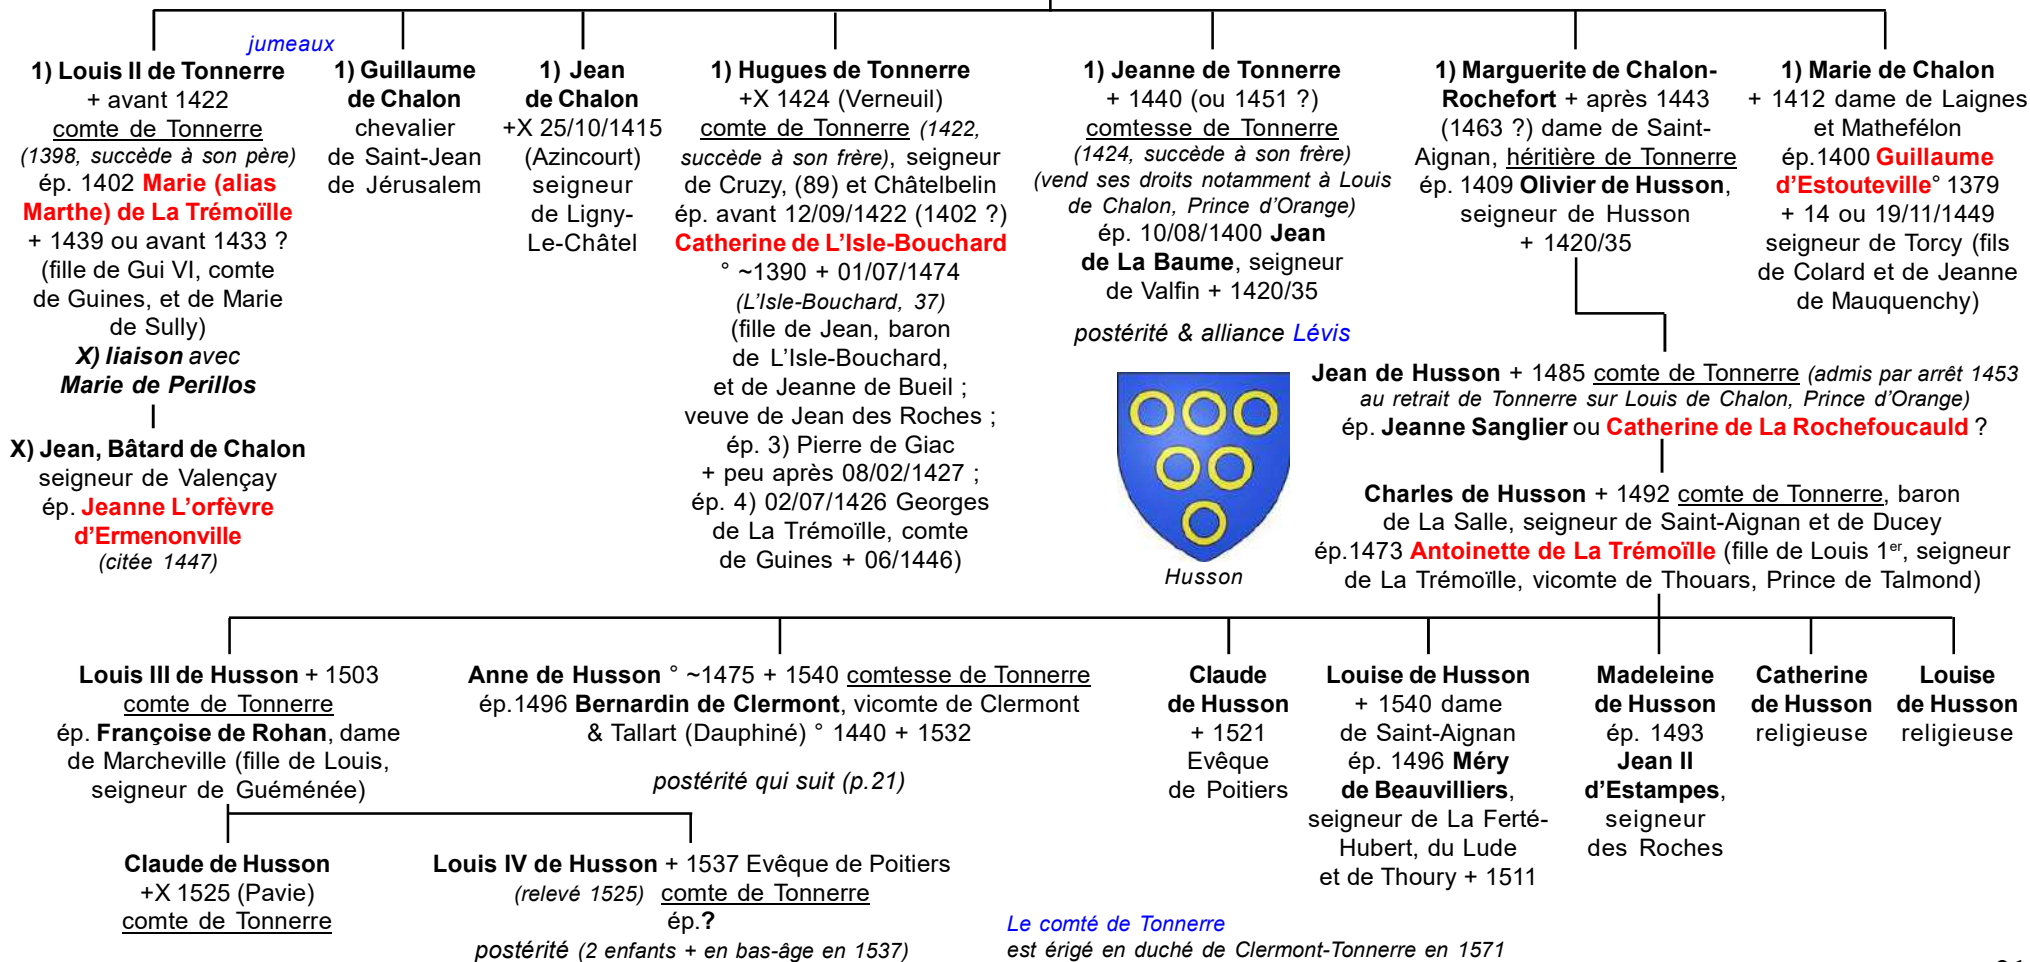 jumeaux
1) Louis II de Tonnerre
+ avant 1422
comte de Tonnerre
(1398, succède à son père)
ép. 1402 Marie (alias
Marthe) de La Trémoïlle
+ 1439 ou avant 1433 ?
(fille de Gui VI, comte
de Guines, et de Marie
de Sully)
X) liaison avec
Marie de Perillos
X) Jean, Bâtard de Chalon
seigneur de Valençay
ép. Jeanne L'orfèvre
d'Ermenonville
(citée 1447)
1) Guillaume
de Chalon
chevalier
de Saint-Jean
de Jérusalem
1) Jean
de Chalon
+X 25/10/1415
(Azincourt)
seigneur
de Ligny-
Le-Châtel
1) Hugues de Tonnerre
+X 1424 (Verneuil)
comte de Tonnerre (1422,
succède à son frère), seigneur
de Cruzy, (89) et Châtelbelin
ép. avant 12/09/1422 (1402 ?)
Catherine de L'Isle-Bouchard
° ~1390 + 01/07/1474
(L'Isle-Bouchard, 37)
(fille de Jean, baron
de L'Isle-Bouchard,
et de Jeanne de Bueil ;
veuve de Jean des Roches ;
ép. 3) Pierre de Giac
+ peu après 08/02/1427 ;
ép. 4) 02/07/1426 Georges
de La Trémoïlle, comte
de Guines + 06/1446)
1) Jeanne de Tonnerre
+ 1440 (ou 1451 ?)
comtesse de Tonnerre
(1424, succède à son frère)
(vend ses droits notamment à Louis
de Chalon, Prince d'Orange)
ép. 10/08/1400 Jean
de La Baume, seigneur
de Valfin + 1420/35
postérité & alliance Lévis
Husson
1) Marguerite de Chalon-
Rochefort + après 1443
(1463 ?) dame de Saint-
Aignan, héritière de Tonnerre
ép. 1409 Olivier de Husson,
seigneur de Husson
+ 1420/35
1) Marie de Chalon
+ 1412 dame de Laignes
et Mathefélon
ép.1400 Guillaume
d'Estouteville° 1379
+ 14 ou 19/11/1449
seigneur de Torcy (fils
de Colard et de Jeanne
de Mauquenchy)
Jean de Husson + 1485 comte de Tonnerre (admis par arrêt 1453
au retrait de Tonnerre sur Louis de Chalon, Prince d'Orange)
ép. Jeanne Sanglier ou Catherine de La Rochefoucauld ?
Charles de Husson + 1492 comte de Tonnerre, baron
de La Salle, seigneur de Saint-Aignan et de Ducey
ép.1473 Antoinette de La Trémoïlle (fille de Louis 1er, seigneur
de La Trémoïlle, vicomte de Thouars, Prince de Talmond)
Louis III de Husson + 1503
comte de Tonnerre
ép. Françoise de Rohan, dame
de Marcheville (fille de Louis,
seigneur de Guéménée)
Anne de Husson ° ~1475 + 1540 comtesse de Tonnerre
ép.1496 Bernardin de Clermont, vicomte de Clermont
& Tallart (Dauphiné) ° 1440 + 1532
postérité qui suit (p.21)
Claude
de Husson
+ 1521
Evêque
de Poitiers
Louise de Husson
+ 1540 dame
de Saint-Aignan
ép. 1496 Méry
de Beauvilliers,
seigneur de La Ferté-
Hubert, du Lude
et de Thoury + 1511
Madeleine
de Husson
ép. 1493
Jean II
d'Estampes,
seigneur
des Roches
Catherine
de Husson
religieuse
Louise
de Husson
religieuse
Claude de Husson
+X 1525 (Pavie)
comte de Tonnerre
Louis IV de Husson + 1537 Evêque de Poitiers
(relevé 1525) comte de Tonnerre
ép.?
postérité (2 enfants + en bas-âge en 1537)
Le comté de Tonnerre
est érigé en duché de Clermont-Tonnerre en 1571